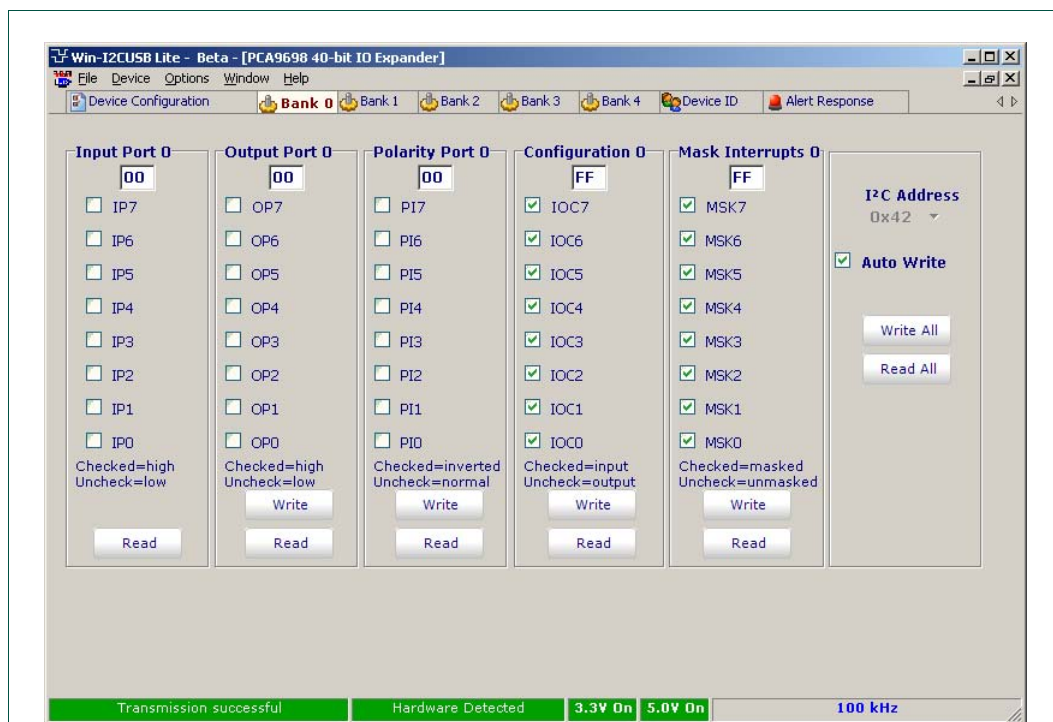 Win-I2CUSB Lite - Beta - [PCA9698 40-bit IO Expander]
File Device Options Window Help
Device Configuration Bank 0 Bank 1 Bank 2 Bank 3 Bank 4 Device ID Alert Response
Input Port 0 Output Port 0 Polarity Port 0 Configuration 0 Mask Interrupts 0
00 00 00 FF FF
I²C Address
IP7 OP7 PI7 IOC7 MSK7
0x42
IP6 OP6 PI6 IOC6 MSK6
Auto Write
IP5 OP5 PI5 IOC5 MSK5
IP4 OP4 PI4 IOC4 MSK4
Write All
IP3 OP3 PI3 IOC3 MSK3
Read All
IP2 OP2 PI2 IOC2 MSK2
IP1 OP1 PI1 IOC1 MSK1
IP0 OP0 PI0 IOC0 MSK0
Checked=high Checked=high Checked=inverted Checked=input Checked=masked
Uncheck=low Uncheck=low Uncheck=normal Uncheck=output Uncheck=unmasked
Write Write Write Write
Read Read Read Read Read
Transmission successful Hardware Detected 3.3V On 5.0V On 100 kHz